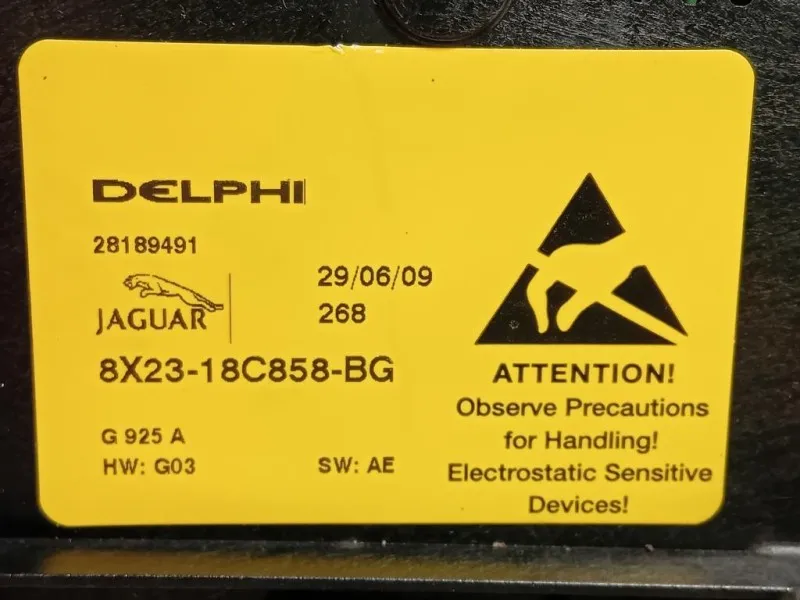 DELPHI
28189491
JAGUAR
29/06/09
268
8X23-18C858-BG
G 925 A
HW: G03
SW: AE
ATTENTION!
Observe Precautions
for Handling!
Electrostatic Sensitive
Devices!